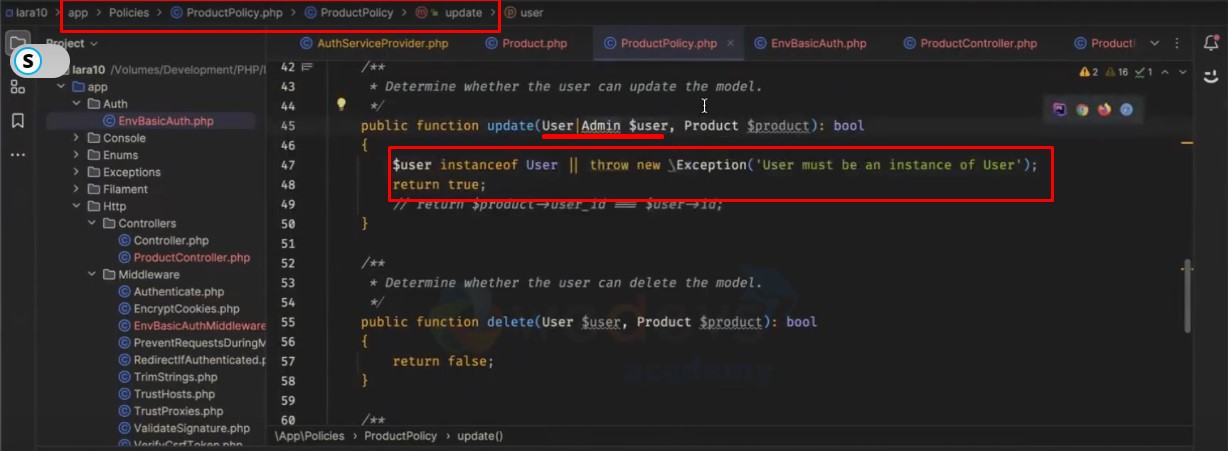 lara10 > app > Policies > ProductPolicy.php > ProductPolicy > update > user
Project
AuthServiceProvider.php Product.php ProductPolicy.php × EnvBasicAuth.php ProductController.php Product
S
lara10 /Volumes/Development/PHP/l
app
Auth
EnvBasicAuth.php
Console
Enums
Exceptions
Filament
Http
Controllers
Controller.php
ProductController.php
Middleware
Authenticate.php
EncryptCookies.php
EnvBasicAuthMiddleware
PreventRequestsDuringM
RedirectIfAuthenticated.p
TrimStrings.php
TrustHosts.php
TrustProxies.php
ValidateSignature.php
VerifyCsrfToken.php
2 16 1
42 /**
43 * Determine whether the user can update the model.
44 */
45 public function update(User|Admin $user, Product $product): bool
46 {
47 $user instanceof User || throw new \Exception('User must be an instance of User');
48 return true;
49 // return $product->user_id === $user->id;
50 }
51
52 /**
53 * Determine whether the user can delete the model.
54 */
55 public function delete(User $user, Product $product): bool
56 {
57 return false;
58 }
59
60 /**
academy
\App\Policies > ProductPolicy > update()